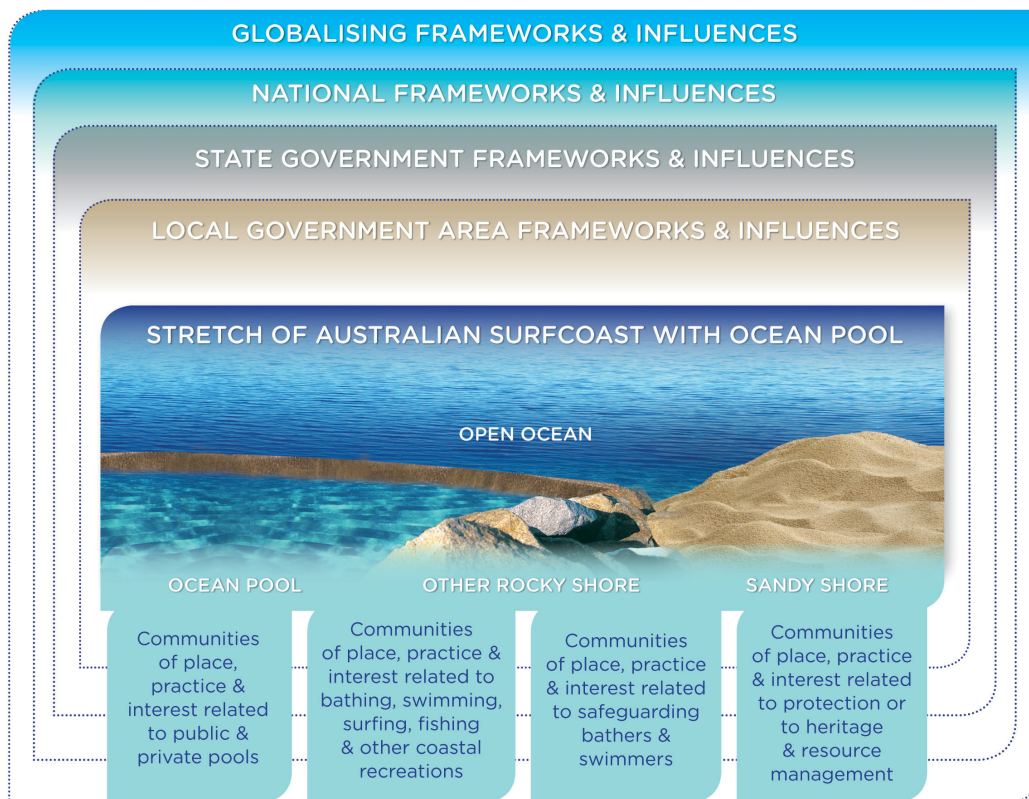 GLOBALISING FRAMEWORKS & INFLUENCES
NATIONAL FRAMEWORKS & INFLUENCES
STATE GOVERNMENT FRAMEWORKS & INFLUENCES
LOCAL GOVERNMENT AREA FRAMEWORKS & INFLUENCES
STRETCH OF AUSTRALIAN SURFCOAST WITH OCEAN POOL
OPEN OCEAN
OCEAN POOL
OTHER ROCKY SHORE
SANDY SHORE
Communities
of place,
practice &
interest related
to public &
private pools
Communities
of place, practice &
interest related to
bathing, swimming,
surfing, fishing
& other coastal
recreations
Communities
of place, practice
& interest related
to safeguarding
bathers &
swimmers
Communities
of place, practice
& interest related
to protection or
to heritage
& resource
management